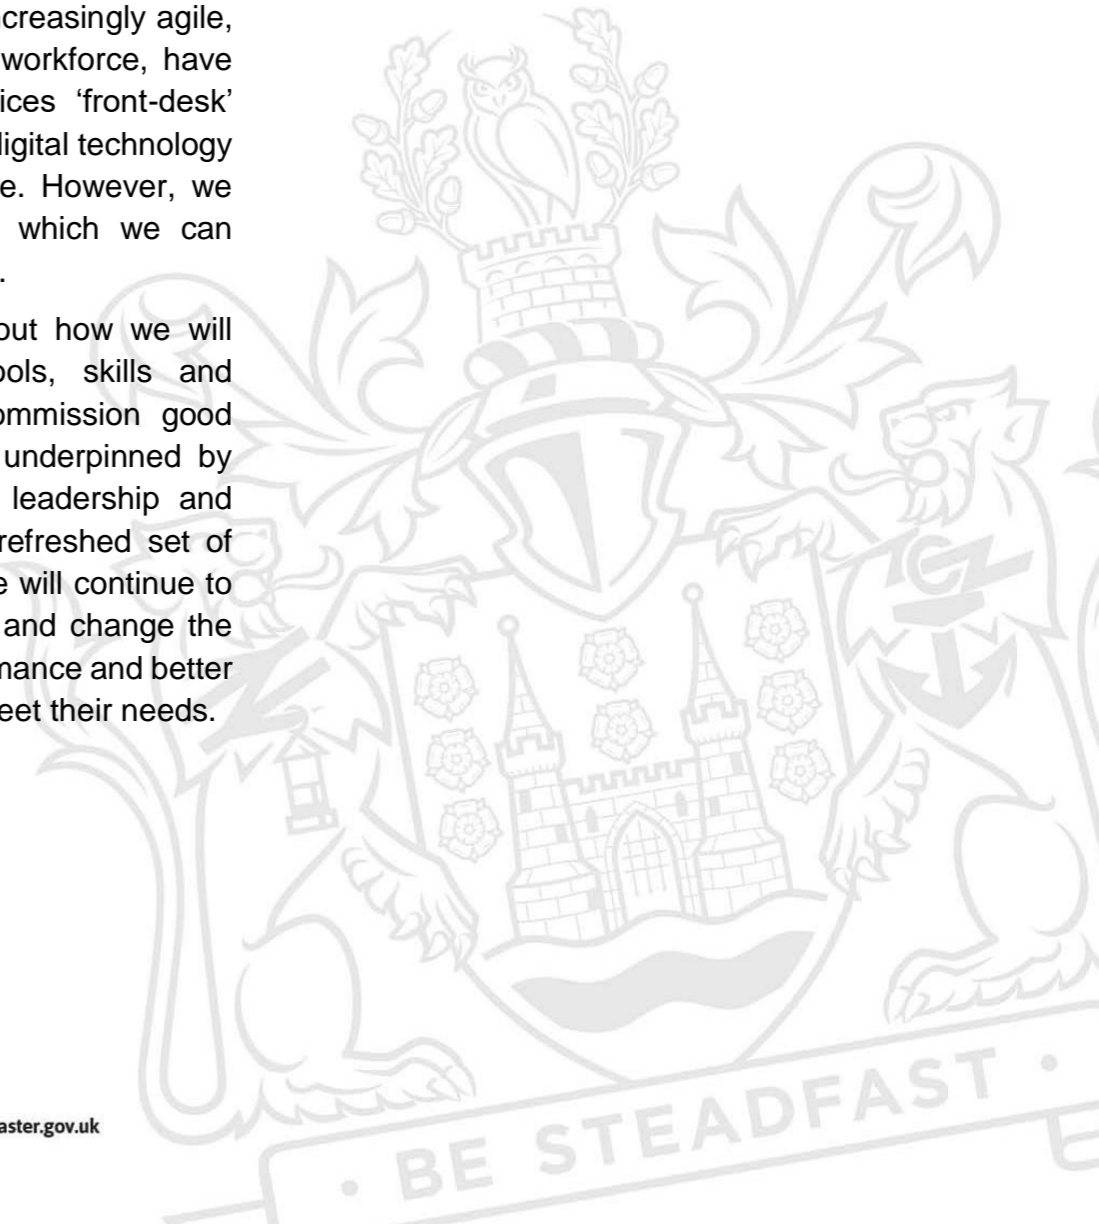 creasingly agile,
workforce, have
ices ‘front-desk’
digital technology
e. However, we
which we can
.
out how we will
ools, skills and
ommission good
underpinned by
leadership and
refreshed set of
e will continue to
and change the
mance and better
eet their needs.
aster.gov.uk
· BE STEADFAST ·